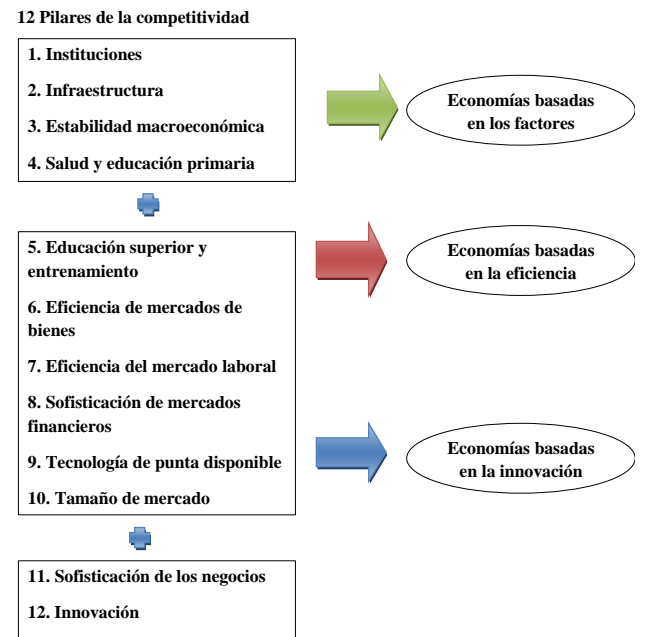 12 Pilares de la competitividad
1. Instituciones
2. Infraestructura
3. Estabilidad macroeconómica
4. Salud y educación primaria
Economías basadas
en los factores
5. Educación superior y
entrenamiento
6. Eficiencia de mercados de
bienes
7. Eficiencia del mercado laboral
8. Sofisticación de mercados
financieros
9. Tecnología de punta disponible
10. Tamaño de mercado
Economías basadas
en la eficiencia
Economías basadas
en la innovación
11. Sofisticación de los negocios
12. Innovación